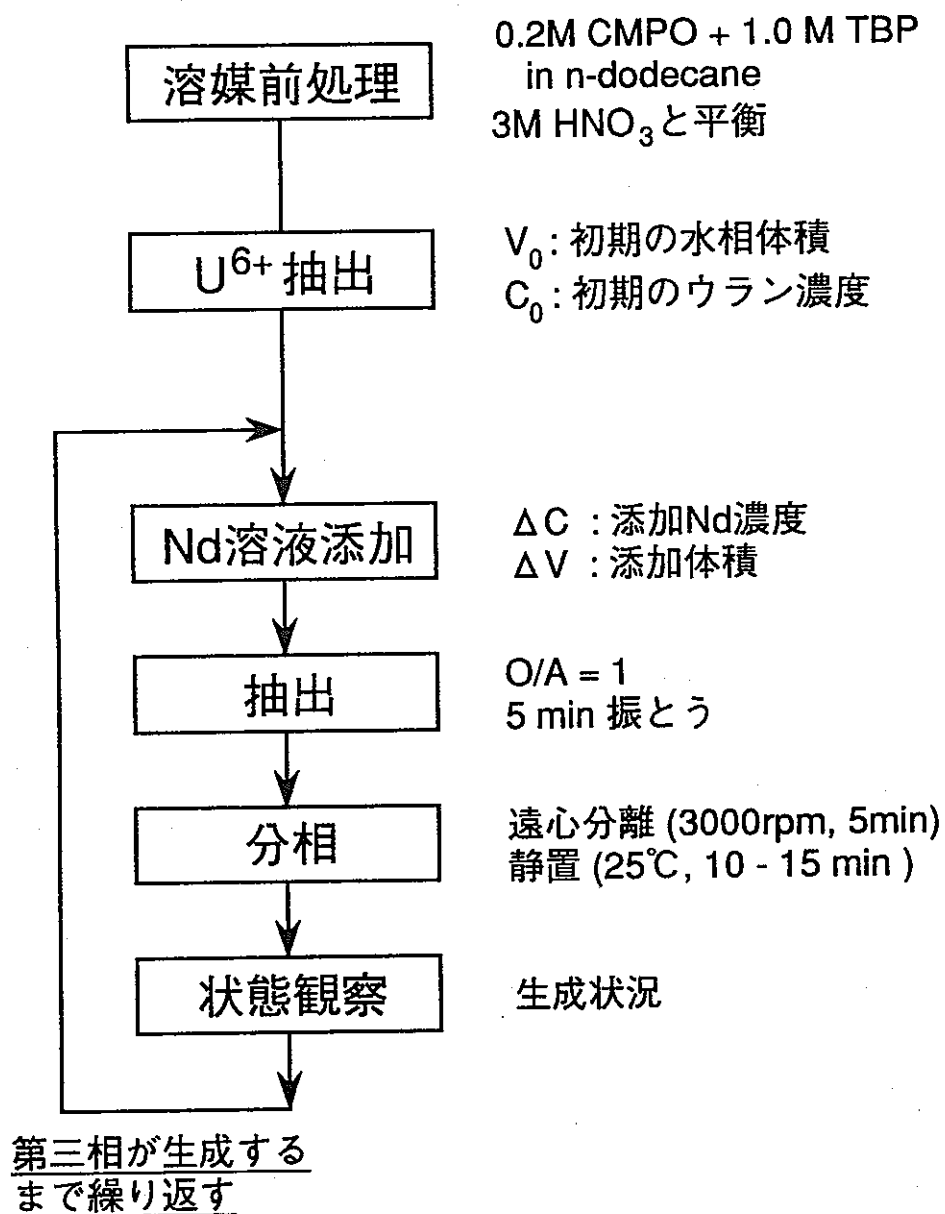 溶媒前処理
0.2M CMPO + 1.0 M TBP
in n-dodecane
3M HNO₃と平衡
U⁶⁺ 抽出
V₀ : 初期の水相体積
C₀ : 初期のウラン濃度
Nd溶液添加
ΔC : 添加Nd濃度
ΔV : 添加体積
抽出
O/A = 1
5 min 振とう
分相
遠心分離 (3000rpm, 5min)
静置 (25℃, 10 - 15 min )
状態観察
生成状況
第三相が生成する
まで繰り返す